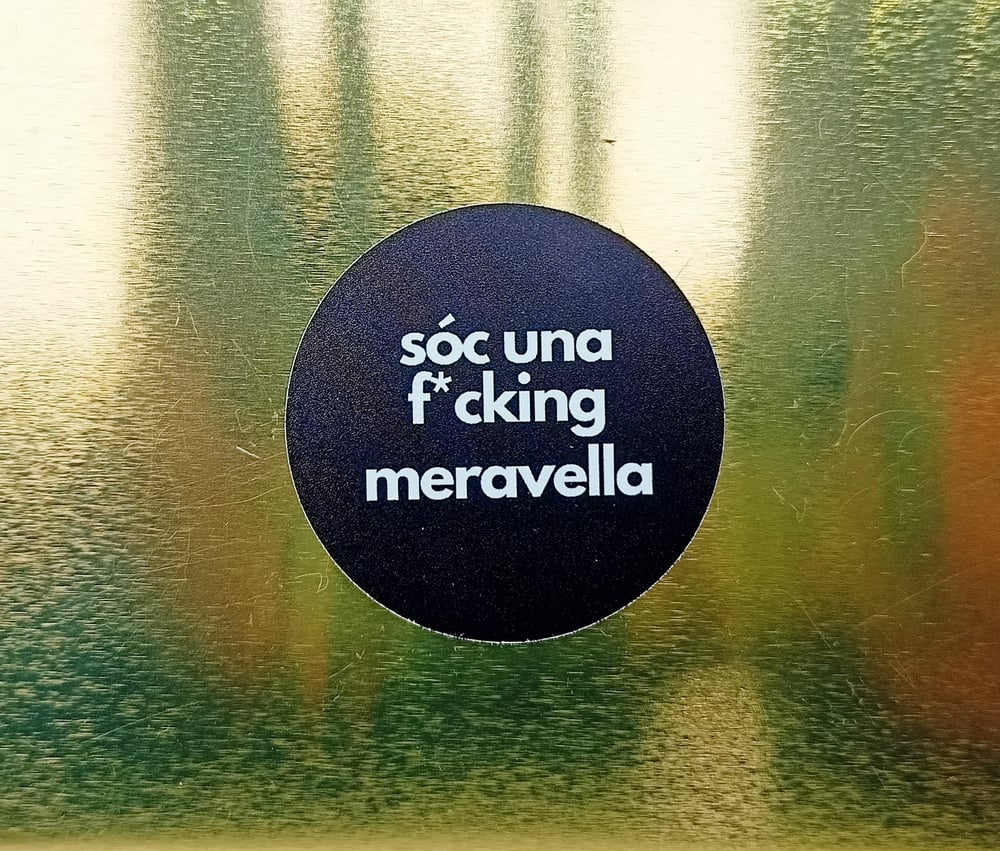 sóc una
f*cking
meravella